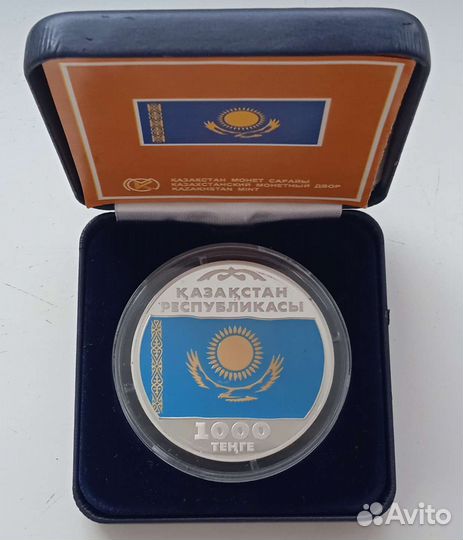 ҚАЗАҚСТАН МОНЕТ САРАЙЫ
КАЗАХСТАНСКИЙ МОНЕТНЫЙ ДВОР
KAZAKHSTAN MINT
ҚАЗАҚСТАН
РЕСПУБЛИКАСЫ
1000
ТЕҢГЕ
Avito